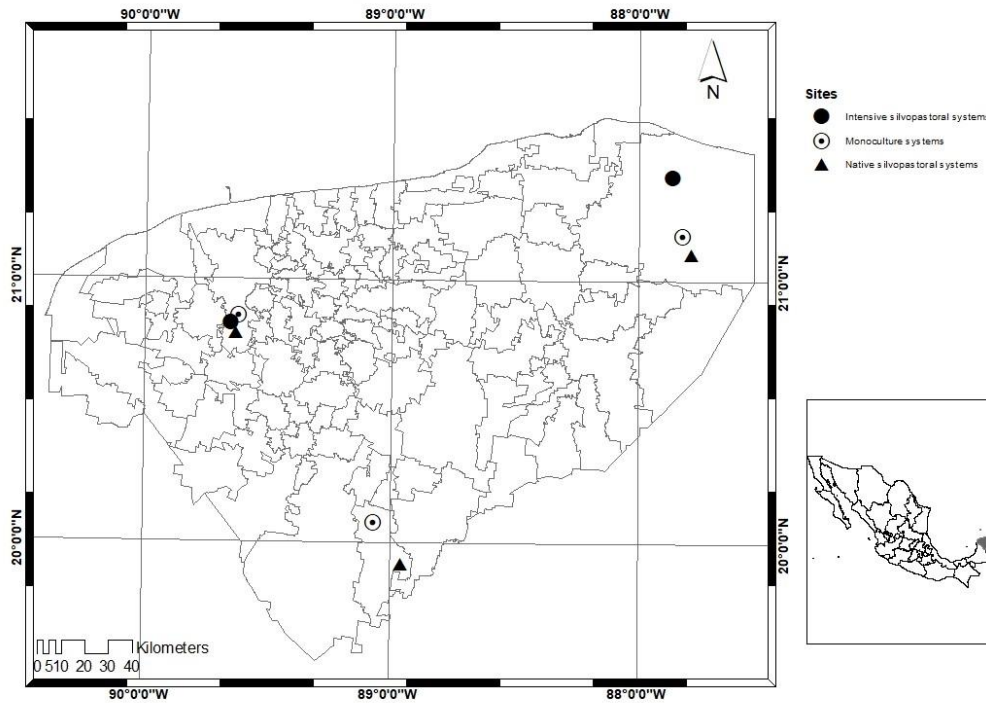 90°0'0"W 89°0'0"W 88°0'0"W
N
Sites
Intensive silvopastoral systems
Monoculture systems
Native silvopastoral systems
21°0'0"N 21°0'0"N
20°0'0"N 20°0'0"N
Kilometers
0 5 10 20 30 40
90°0'0"W 89°0'0"W 88°0'0"W